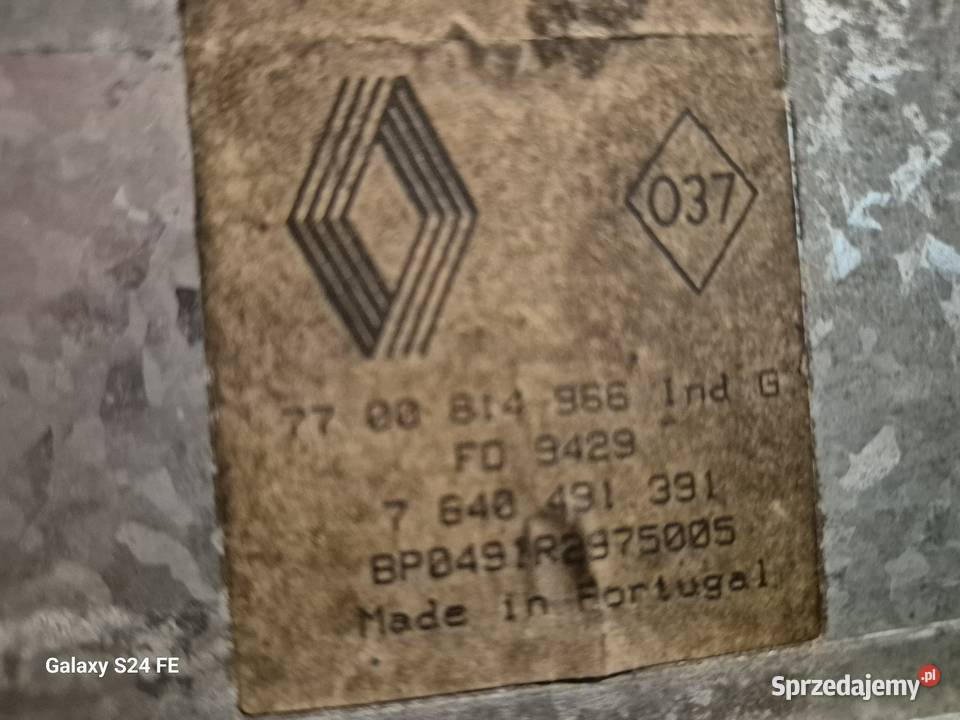 037
77 00 814 966 Ind G
FD 9429
7 640 491 391
BP0491R2975005
Made in Portugal
Galaxy S24 FE
Sprzedajemy.pl